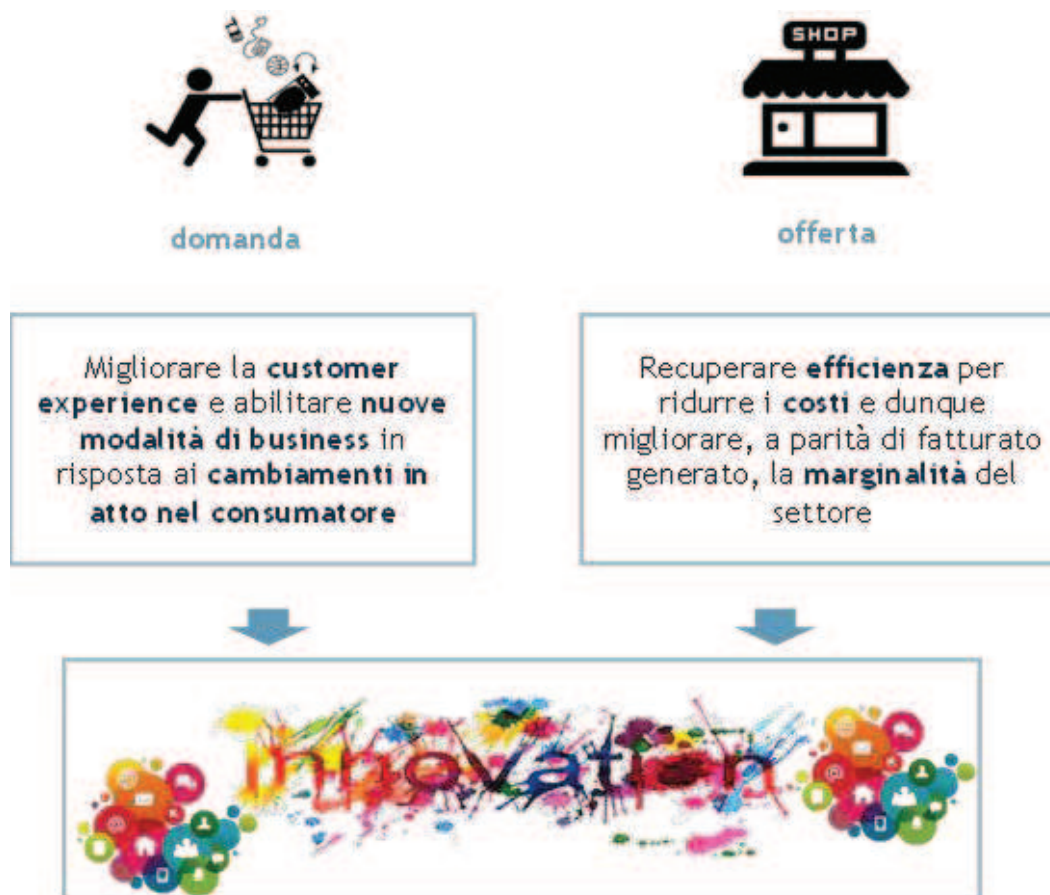 SHOP
domanda
offerta
Migliorare la customer
experience e abilitare nuove
modalità di business in
risposta ai cambiamenti in
atto nel consumatore
Recuperare efficienza per
ridurre i costi e dunque
migliorare, a parità di fatturato
generato, la marginalità del
settore
Innovation